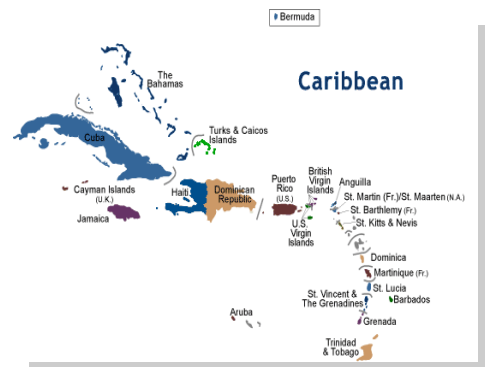 Bermuda
Caribbean
The
Bahamas
Cuba
Turks & Caicos
Islands
Cayman Islands
(U.K.)
Jamaica
Haiti
Dominican
Republic
Puerto
Rico
(U.S.)
British
Virgin
Islands
U.S.
Virgin
Islands
Anguilla
St. Martin (Fr.)/St. Maarten (N.A.)
St. Barthlemy (Fr.)
St. Kitts & Nevis
Dominica
Martinique (Fr.)
St. Lucia
St. Vincent &
The Grenadines
Barbados
Aruba
Grenada
Trinidad
& Tobago